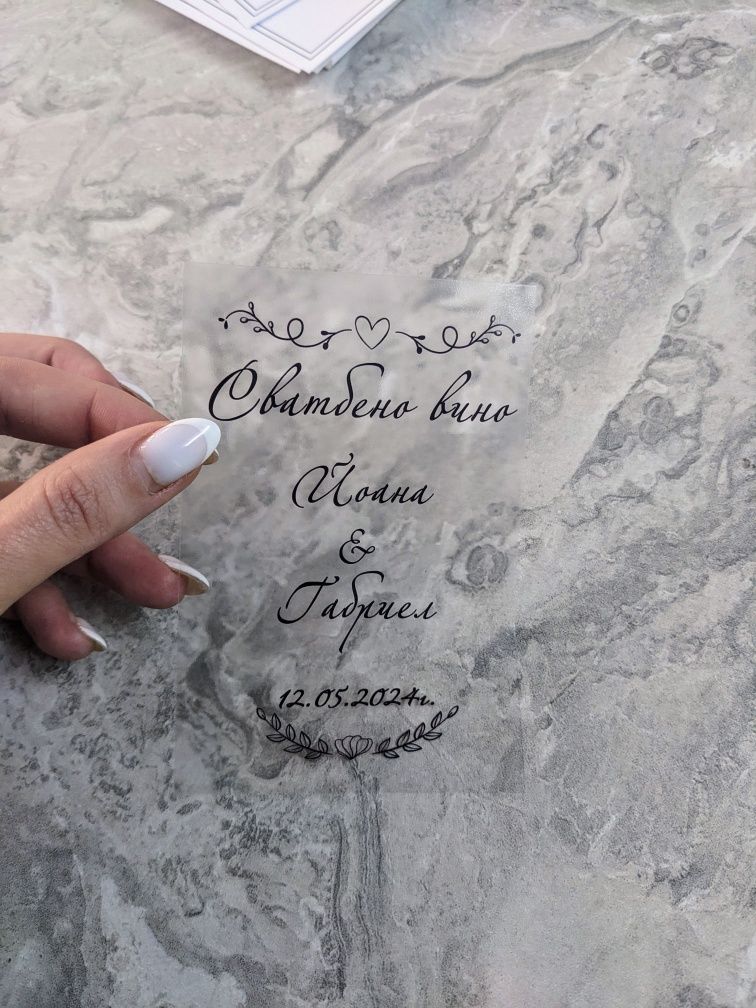 Сватбено вино
Йоана
&
Габриел
12.05.2024г.